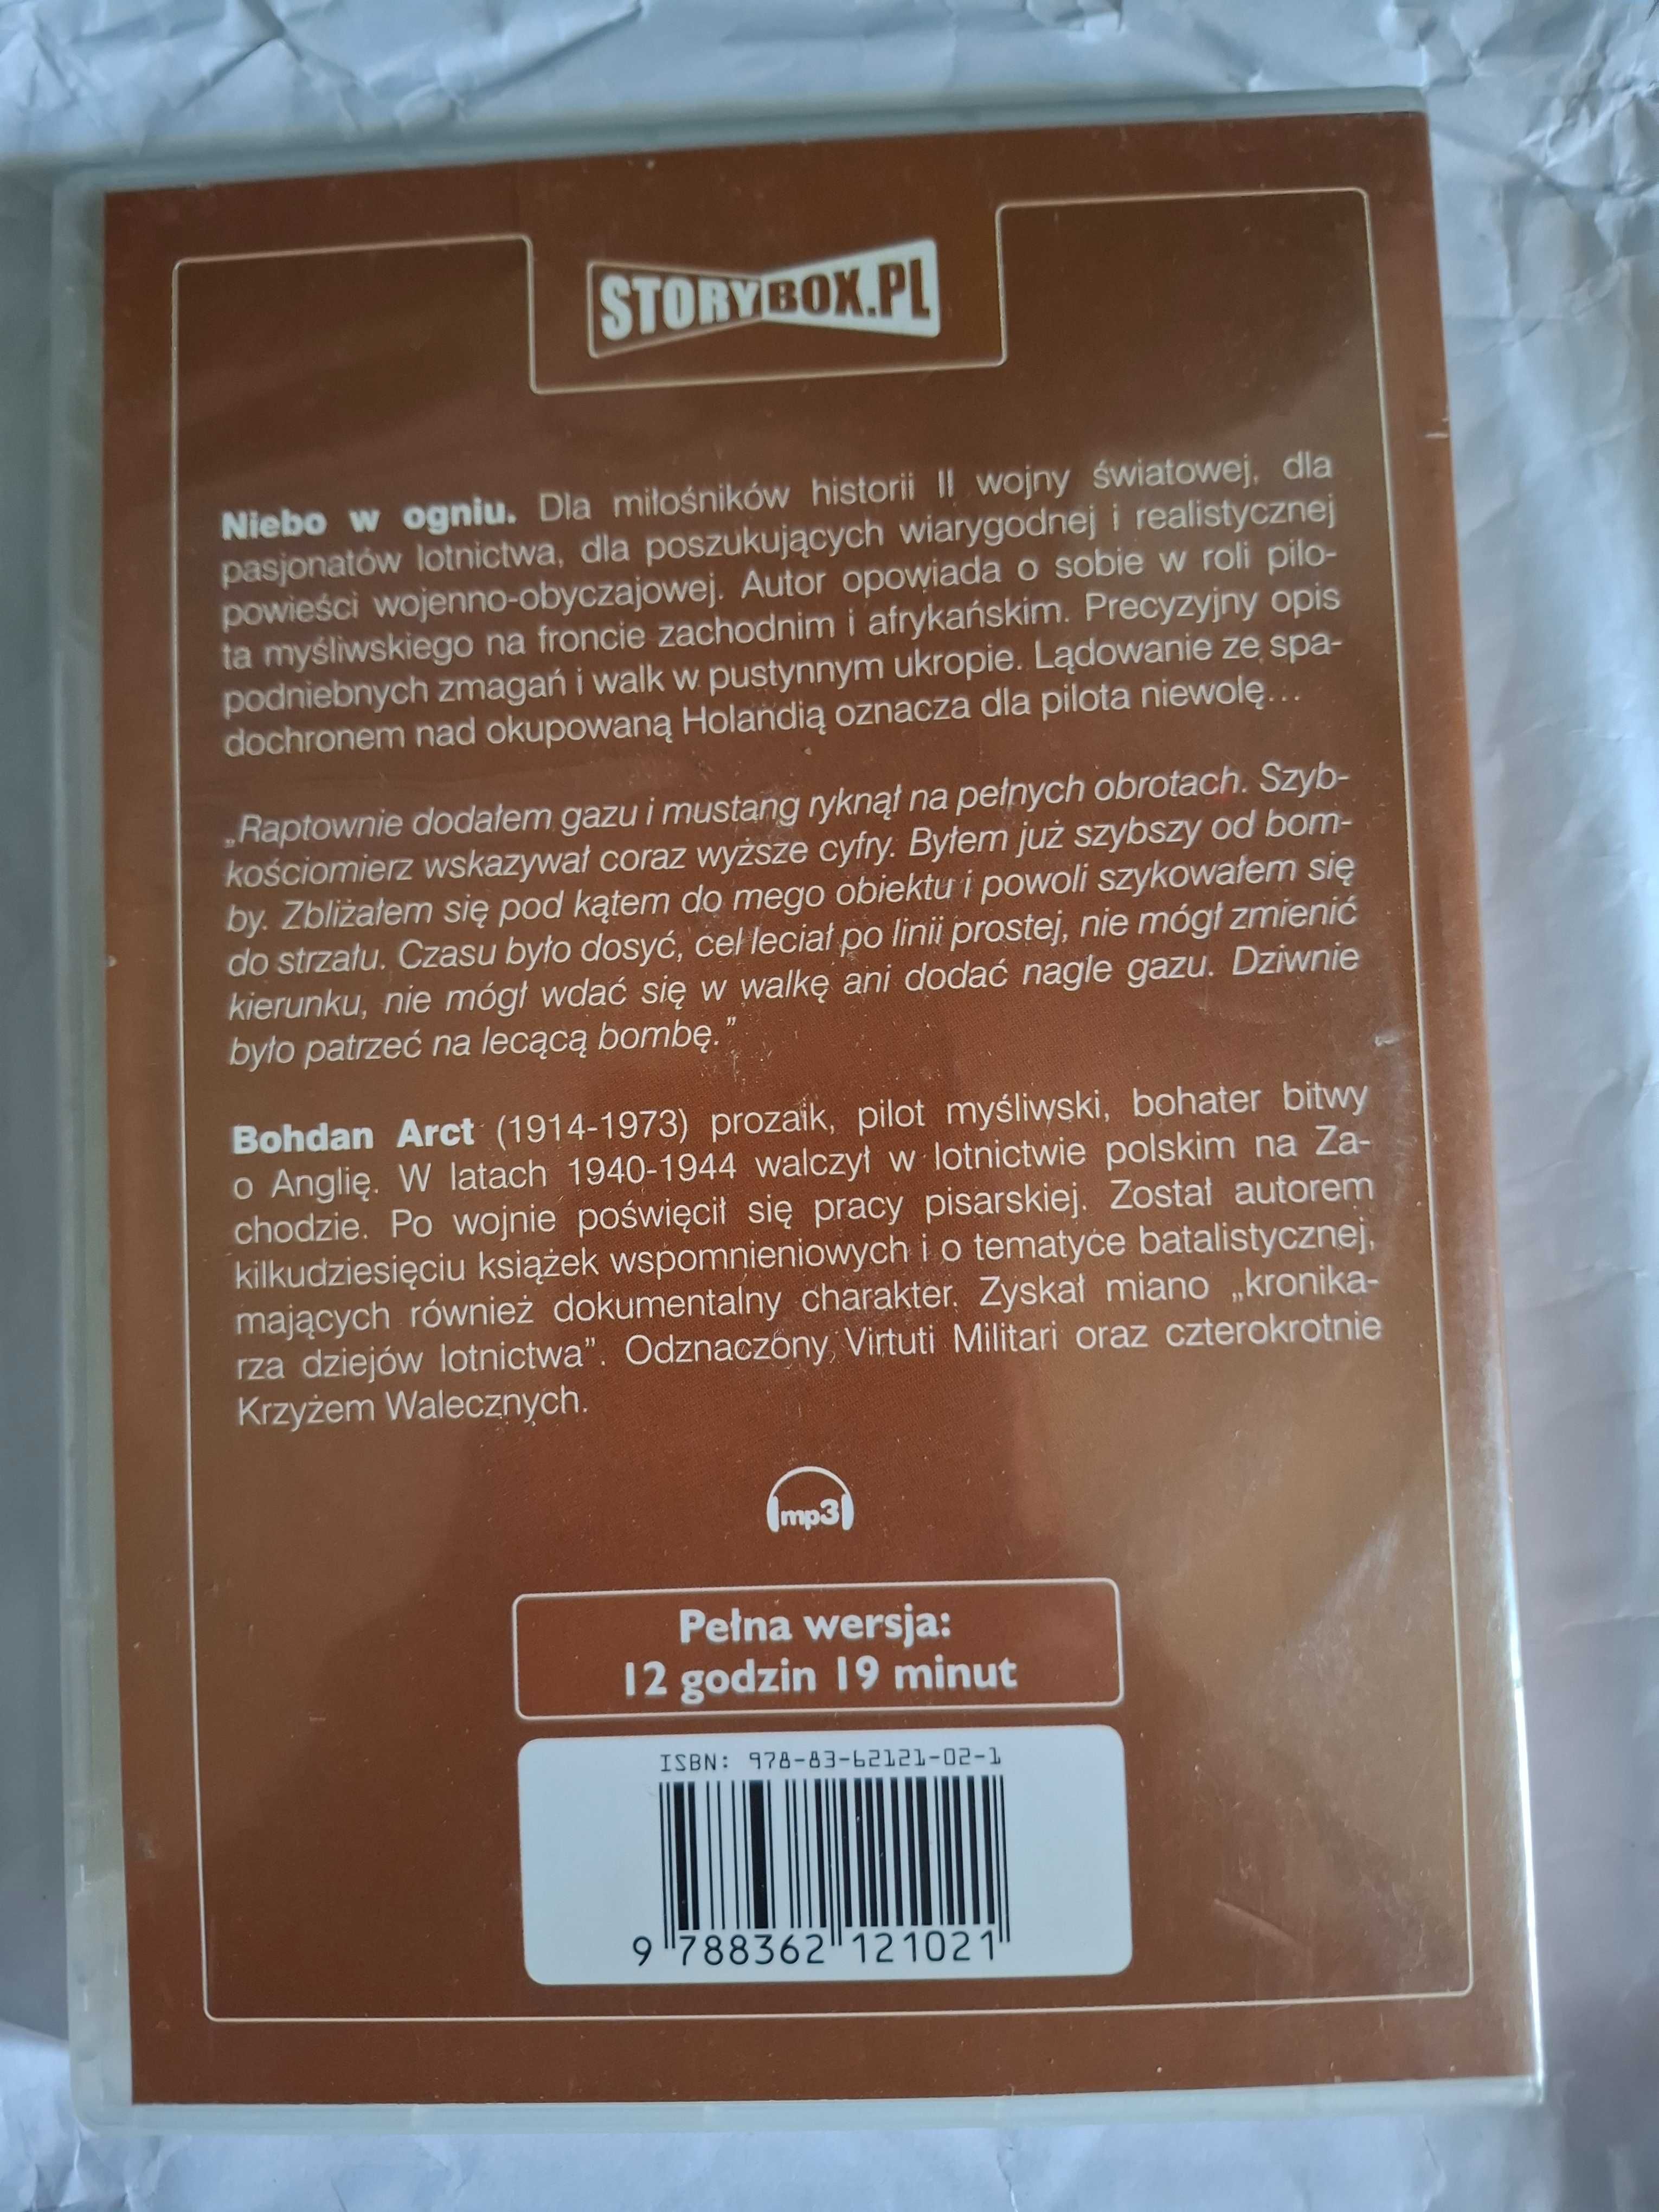 STORYBOX.PL
Niebo w ogniu. Dla miłośników historii II wojny światowej, dla
pasjonatów lotnictwa, dla poszukujących wiarygodnej i realistycznej
powieści wojenno-obyczajowej. Autor opowiada o sobie w roli pilo-
ta myśliwskiego na froncie zachodnim i afrykańskim. Precyzyjny opis
podniebnych zmagań i walk w pustynnym ukropie. Lądowanie ze spa-
dochronem nad okupowaną Holandią oznacza dla pilota niewolę...
„Raptownie dodałem gazu i mustang ryknął na pełnych obrotach. Szyb-
kościomierz wskazywał coraz wyższe cyfry. Byłem już szybszy od bom-
by. Zbliżałem się pod kątem do mego obiektu i powoli szykowałem się
do strzału. Czasu było dosyć, cel leciał po linii prostej, nie mógł zmienić
kierunku, nie mógł wdać się w walkę ani dodać nagle gazu. Dziwnie
było patrzeć na lecącą bombę.”
Bohdan Arct (1914-1973) prozaik, pilot myśliwski, bohater bitwy
o Anglię. W latach 1940-1944 walczył w lotnictwie polskim na Za-
chodzie. Po wojnie poświęcił się pracy pisarskiej. Został autorem
kilkudziesięciu książek wspomnieniowych i o tematyce batalistycznej,
mających również dokumentalny charakter. Zyskał miano „kronika-
rza dziejów lotnictwa”. Odznaczony Virtuti Militari oraz czterokrotnie
Krzyżem Walecznych.
mp3
Pełna wersja:
12 godzin 19 minut
ISBN: 978-83-62121-02-1
9 788362 121021